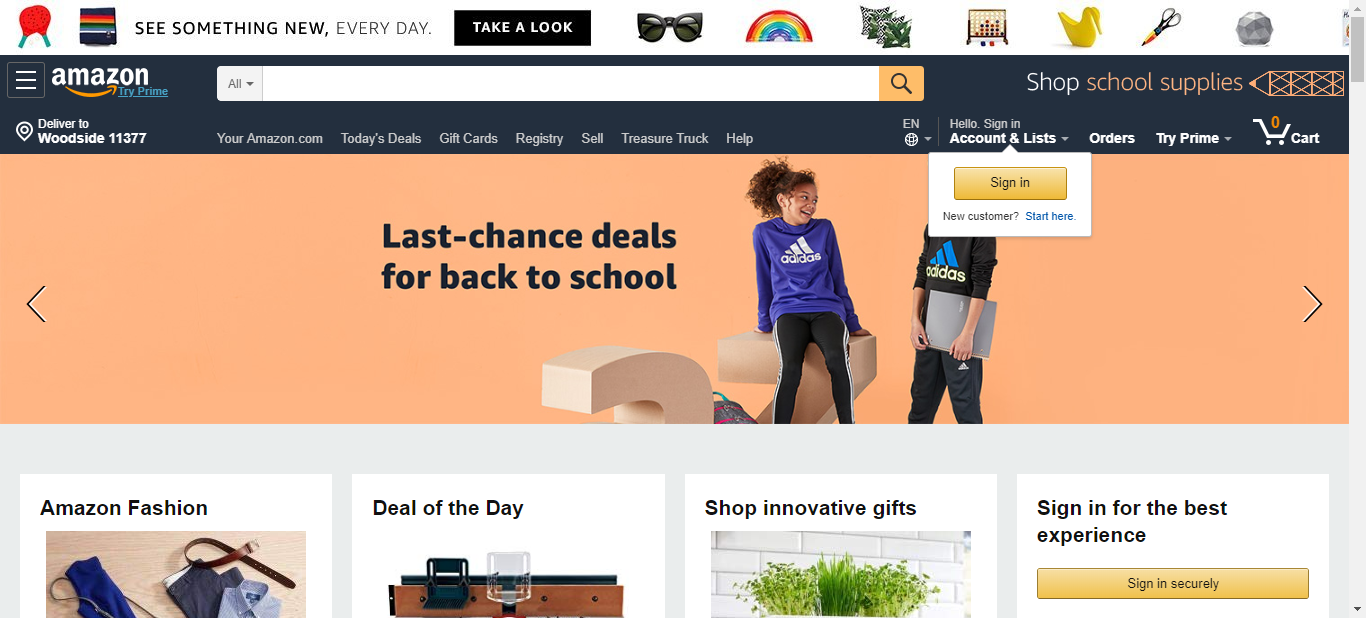 SEE SOMETHING NEW, EVERY DAY.
TAKE A LOOK
amazon
Try Prime
All
Shop school supplies
Deliver to
Woodside 11377
Your Amazon.com
Today's Deals
Gift Cards
Registry
Sell
Treasure Truck
Help
EN
Hello. Sign in
Account & Lists
Orders
Try Prime
0
Cart
Sign in
New customer? Start here.
Last-chance deals
for back to school
adidas
adidas
Amazon Fashion
Deal of the Day
Shop innovative gifts
Sign in for the best
experience
Sign in securely